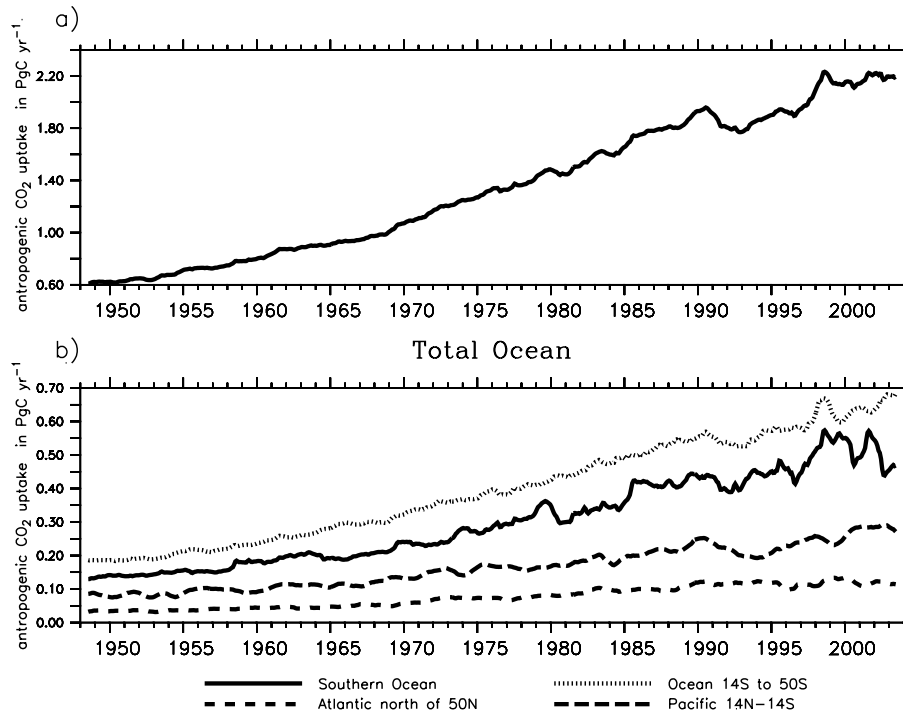 a)
antropogenic CO₂ uptake in PgC yr⁻¹.
2.20
1.80
1.40
1.00
0.60
1950 1955 1960 1965 1970 1975 1980 1985 1990 1995 2000
b)
Total Ocean
antropogenic CO₂ uptake in PgC yr⁻¹
0.70
0.60
0.50
0.40
0.30
0.20
0.10
0.00
1950 1955 1960 1965 1970 1975 1980 1985 1990 1995 2000
Southern Ocean
Ocean 14S to 50S
Atlantic north of 50N
Pacific 14N-14S